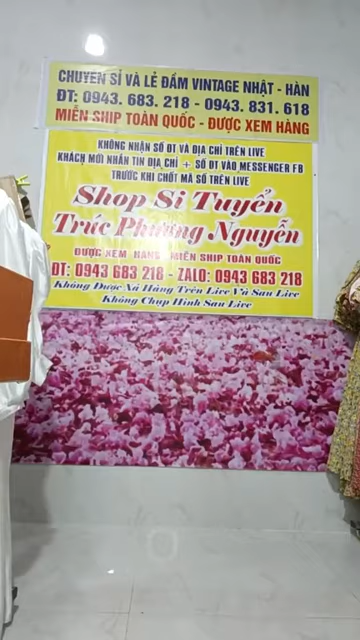 CHUYÊN SỈ VÀ LẺ ĐẦM VINTAGE NHẬT - HÀN
ĐT: 0943. 683. 218 - 0943. 831. 618
MIỄN SHIP TOÀN QUỐC - ĐƯỢC XEM HÀNG
KHÔNG NHẬN SỐ ĐT VÀ ĐỊA CHỈ TRÊN LIVE
KHÁCH MỚI NHẮN TIN ĐỊA CHỈ + SỐ ĐT VÀO MESSENGER FB
TRƯỚC KHI CHỐT MÃ SỐ TRÊN LIVE
Shop Si Tuyển
Trúc Phương Nguyễn
ĐƯỢC XEM HÀNG MIỄN SHIP TOÀN QUỐC
ĐT: 0943 683 218 - ZALO: 0943 683 218
Không Được Xả Hàng Trên Live Và San Live
Không Chụp Hình San Live